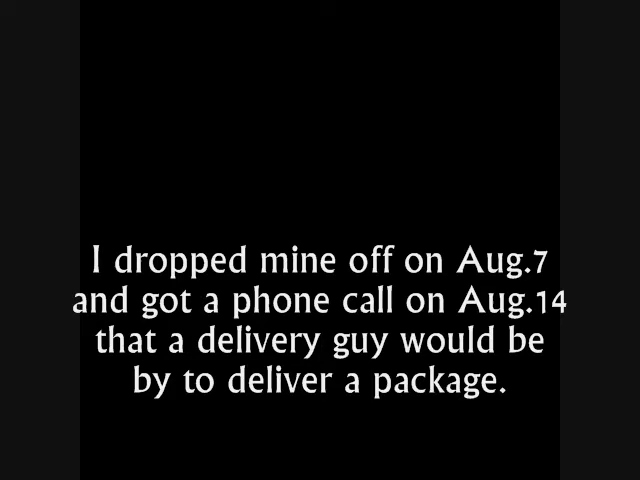 I dropped mine off on Aug.7
and got a phone call on Aug.14
that a delivery guy would be
by to deliver a package.